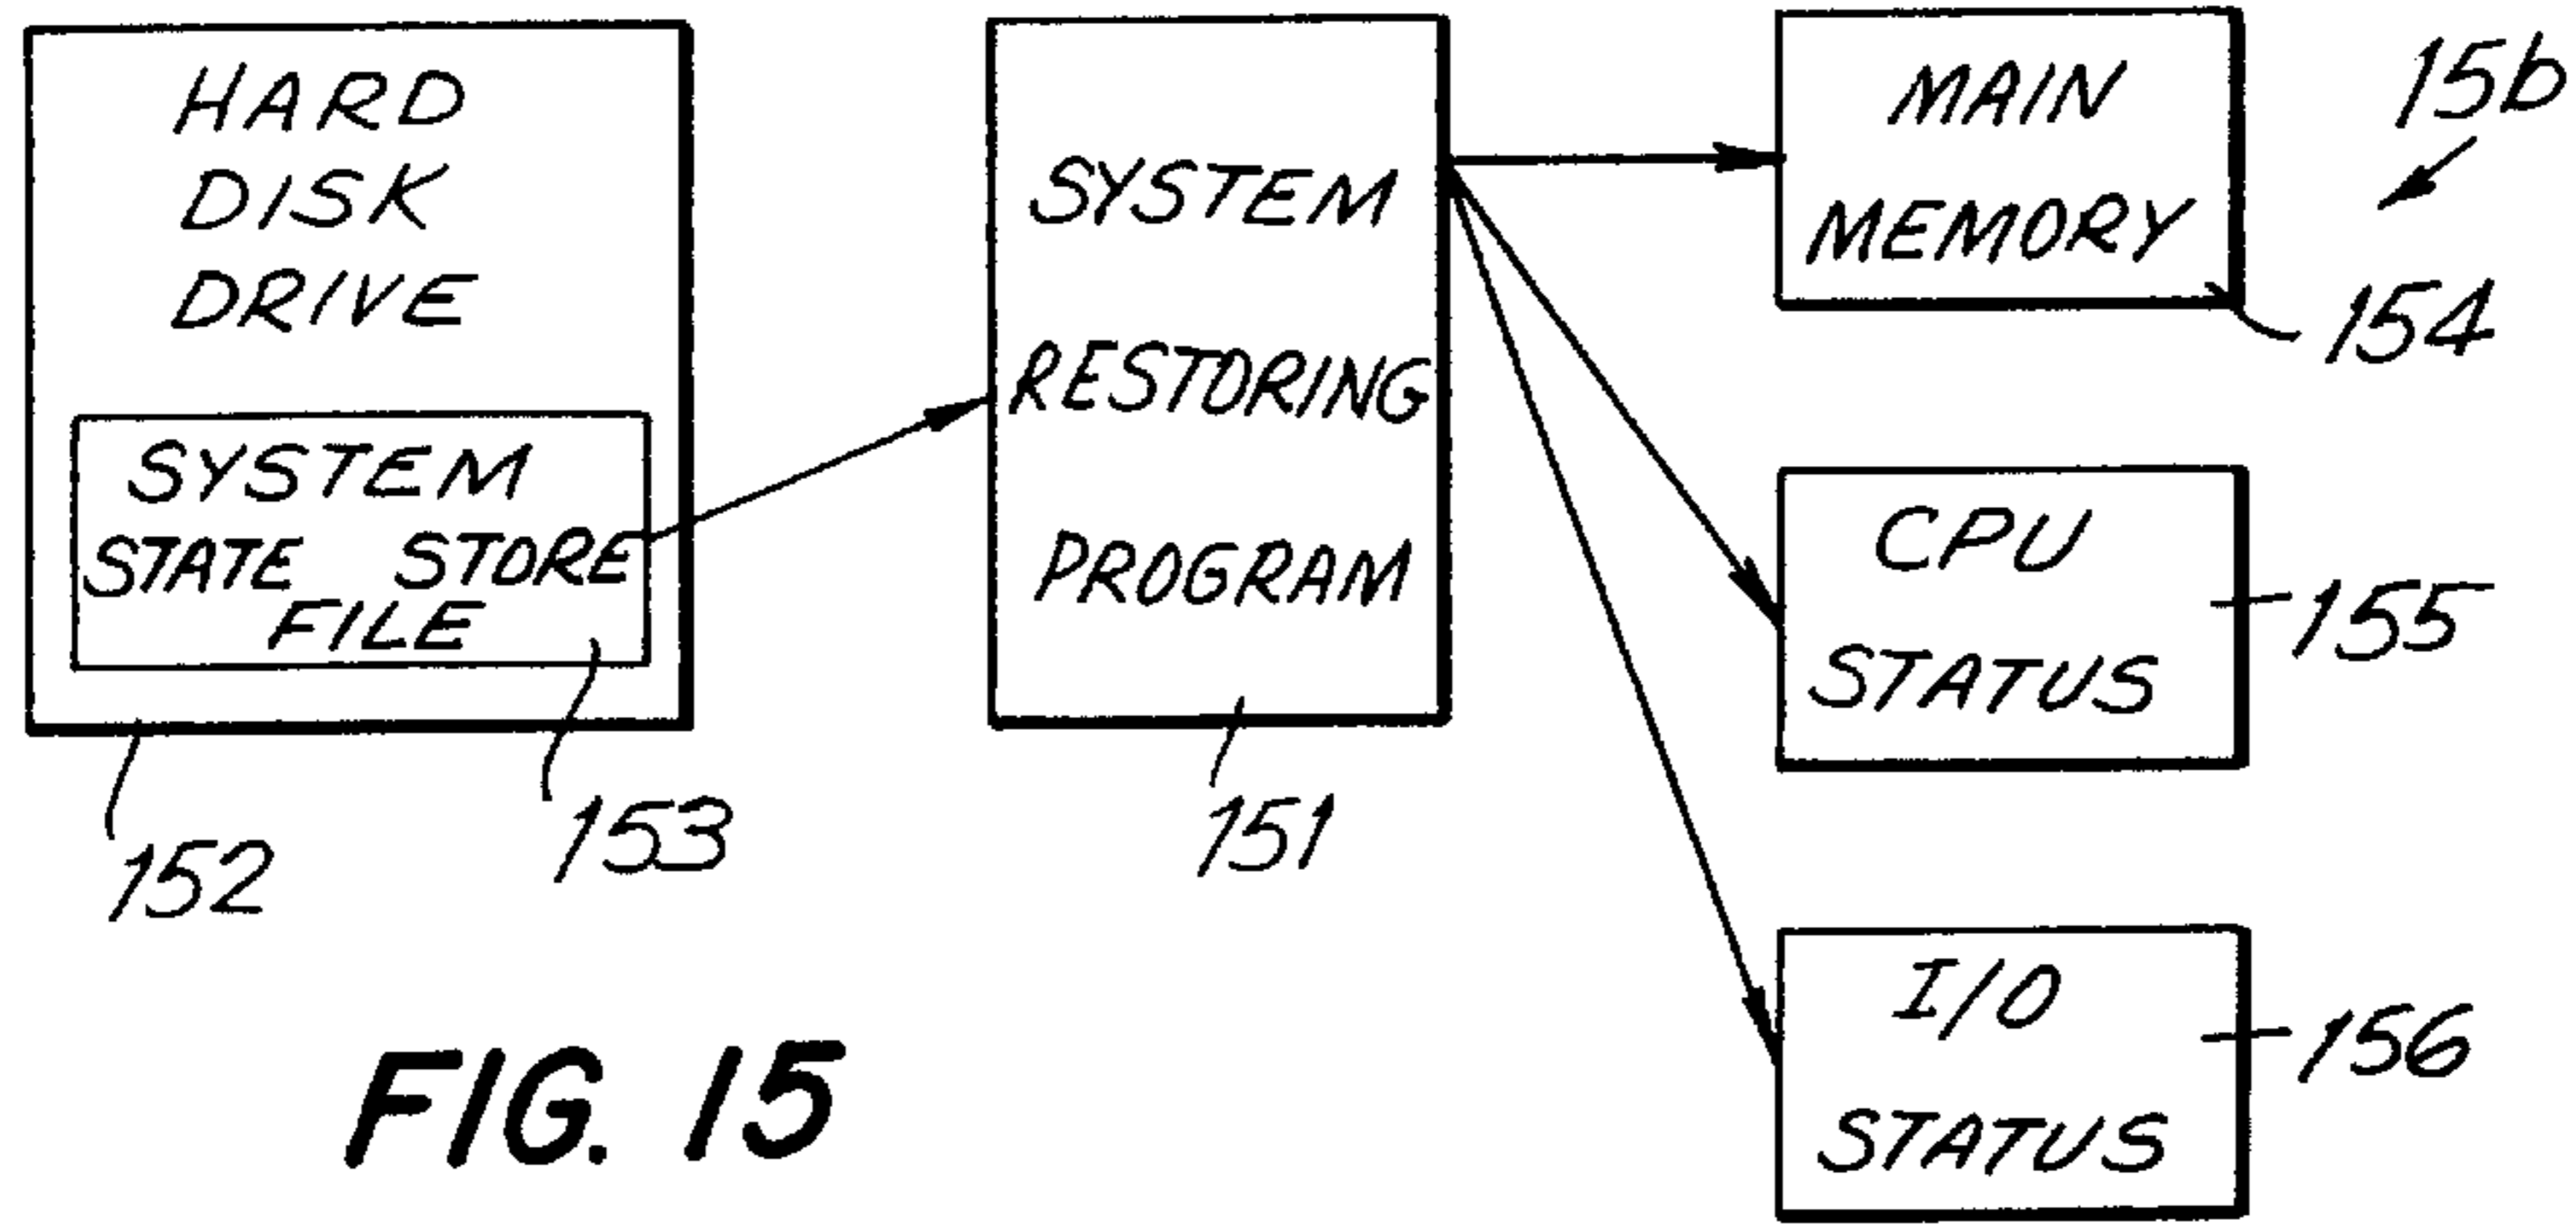 HARD
DISK
DRIVE
SYSTEM
STATE STORE
FILE
152
153
SYSTEM
RESTORING
PROGRAM
151
MAIN
MEMORY
15b
154
CPU
STATUS
155
I/O
STATUS
156
FIG. 15